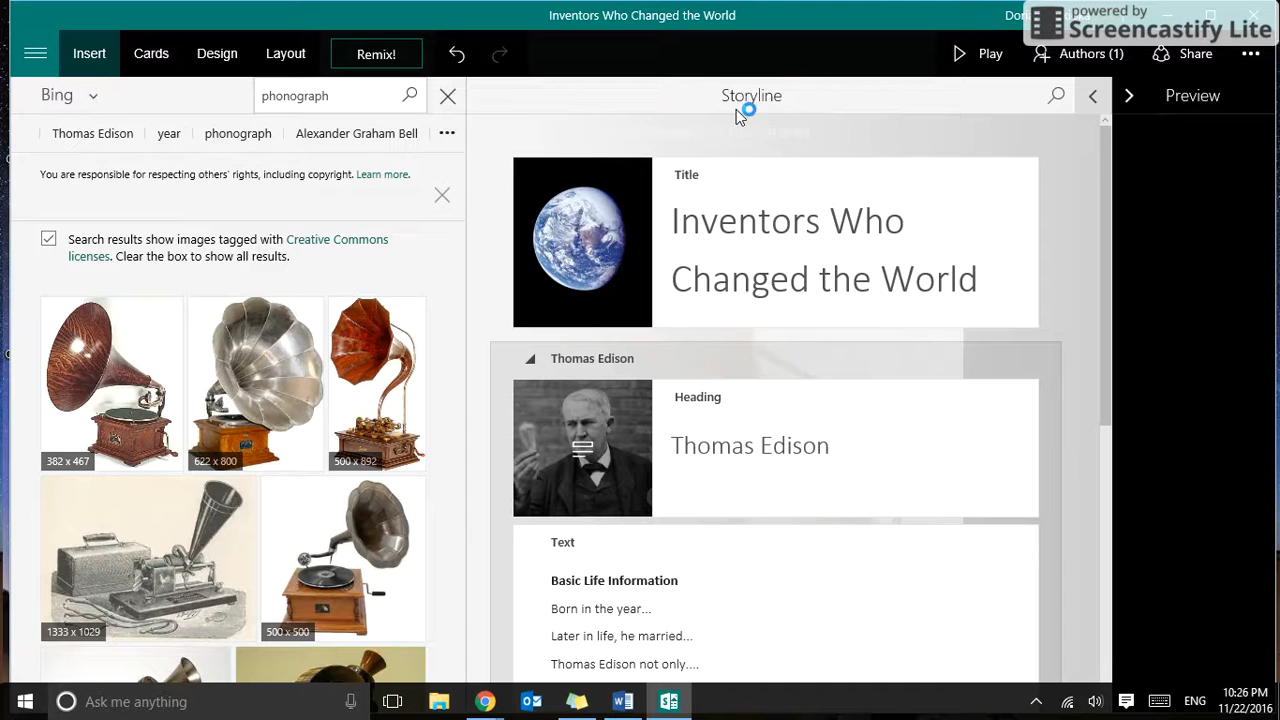 Inventors Who Changed the World
powered by
Screencastify Lite
Insert
Cards
Design
Layout
Remix!
Play
Authors (1)
Share
Bing
phonograph
Storyline
Preview
Thomas Edison
year
phonograph
Alexander Graham Bell
You are responsible for respecting others' rights, including copyright. Learn more.
Search results show images tagged with Creative Commons
licenses. Clear the box to show all results.
382 x 467
622 x 800
500 x 892
1333 x 1029
500 x 500
Title
Inventors Who
Changed the World
Thomas Edison
Heading
Thomas Edison
Text
Basic Life Information
Born in the year...
Later in life, he married...
Thomas Edison not only....
Ask me anything
ENG
10:26 PM
11/22/2016